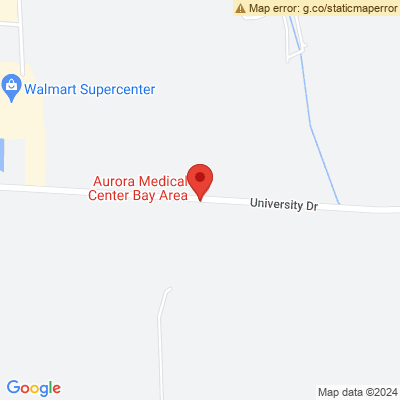 Map error: g.co/staticmaperror
Walmart Supercenter
Aurora Medical
Center Bay Area
University Dr
Google
Map data ©2024